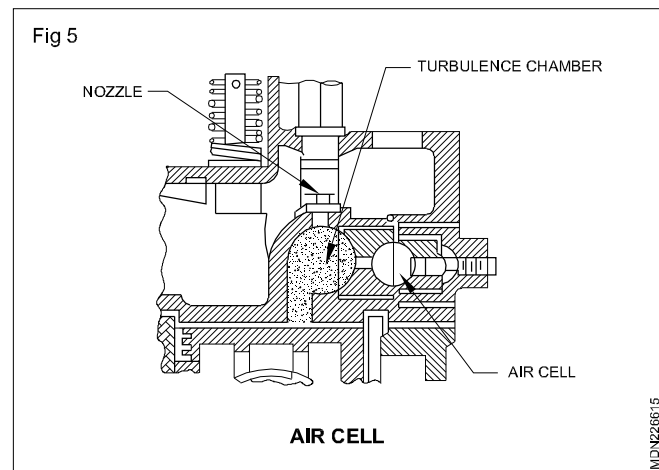 Fig 5
TURBULENCE CHAMBER
NOZZLE
AIR CELL
AIR CELL
MDN226615